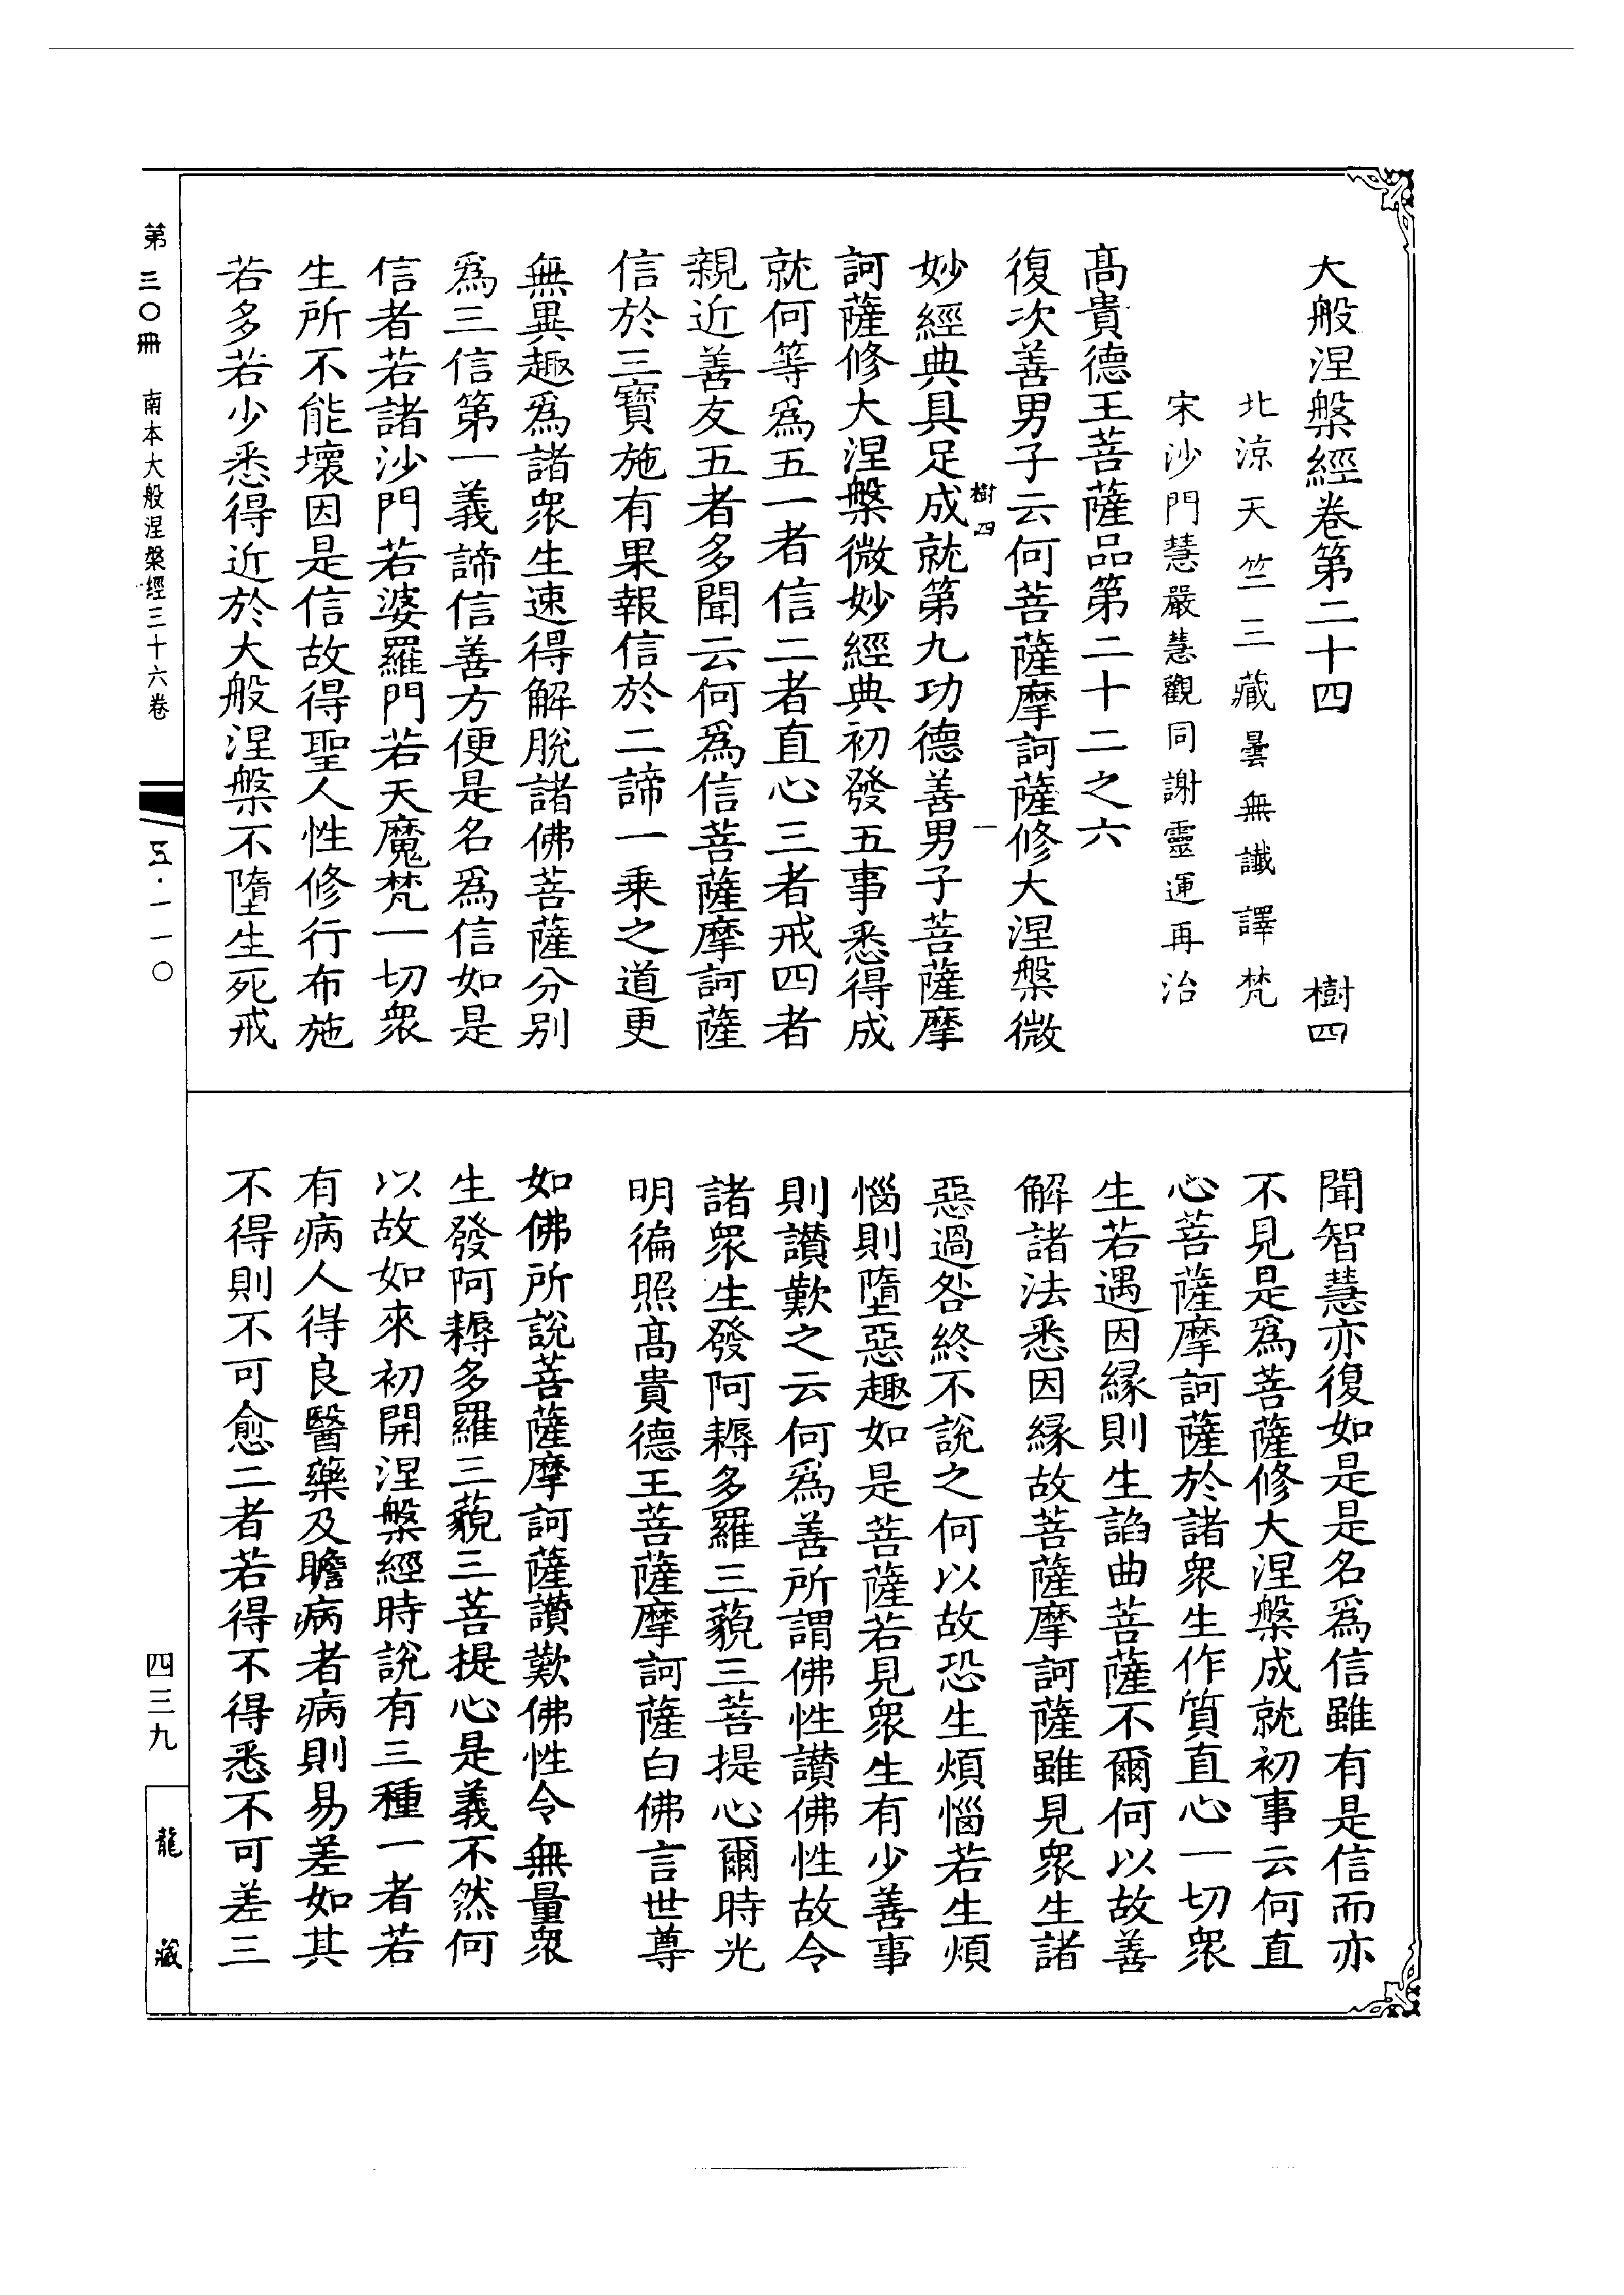 大般涅槃經卷第二十四　樹四
北涼天竺三藏曇無讖譯梵
宋沙門慧嚴慧觀同謝靈運再治
髙貴德王菩薩品第二十二之六
復次善男子云何菩薩摩訶薩修大涅槃微
樹四　一
妙經典具足成就第九功德善男子菩薩摩
訶薩修大涅槃微妙經典初發五事悉得成
就何等爲五一者信二者直心三者戒四者
親近善友五者多聞云何爲信菩薩摩訶薩
信於三寶施有果報信於二諦一乘之道更
無異趣爲諸衆生速得解脫諸佛菩薩分別
爲三信第一義諦信善方便是名爲信如是
信者若諸沙門若婆羅門若天魔梵一切衆
生所不能壞因是信故得聖人性修行布施
若多若少悉得近於大般涅槃不墮生死戒
聞智慧亦復如是是名爲信雖有是信而亦
不見是爲菩薩修大涅槃成就初事云何直
心菩薩摩訶薩於諸衆生作質直心一切衆
生若遇因緣則生諂曲菩薩不爾何以故善
解諸法悉因緣故菩薩摩訶薩雖見衆生諸
惡過咎終不說之何以故恐生煩惱若生煩
惱則墮惡趣如是菩薩若見衆生有少善事
則讃歎之云何爲善所謂佛性讃佛性故令
諸衆生發阿耨多羅三藐三菩提心爾時光
明徧照髙貴德王菩薩摩訶薩白佛言世尊
如佛所說菩薩摩訶薩讃歎佛性令無量衆
生發阿耨多羅三藐三菩提心是義不然何
以故如來初開涅槃經時說有三種一者若
有病人得良醫藥及瞻病者病則易差如其
不得則不可愈二者若得不得悉不可差三
第三〇冊　南本大般涅槃經三十六卷
五·一一〇
四三九
龍藏